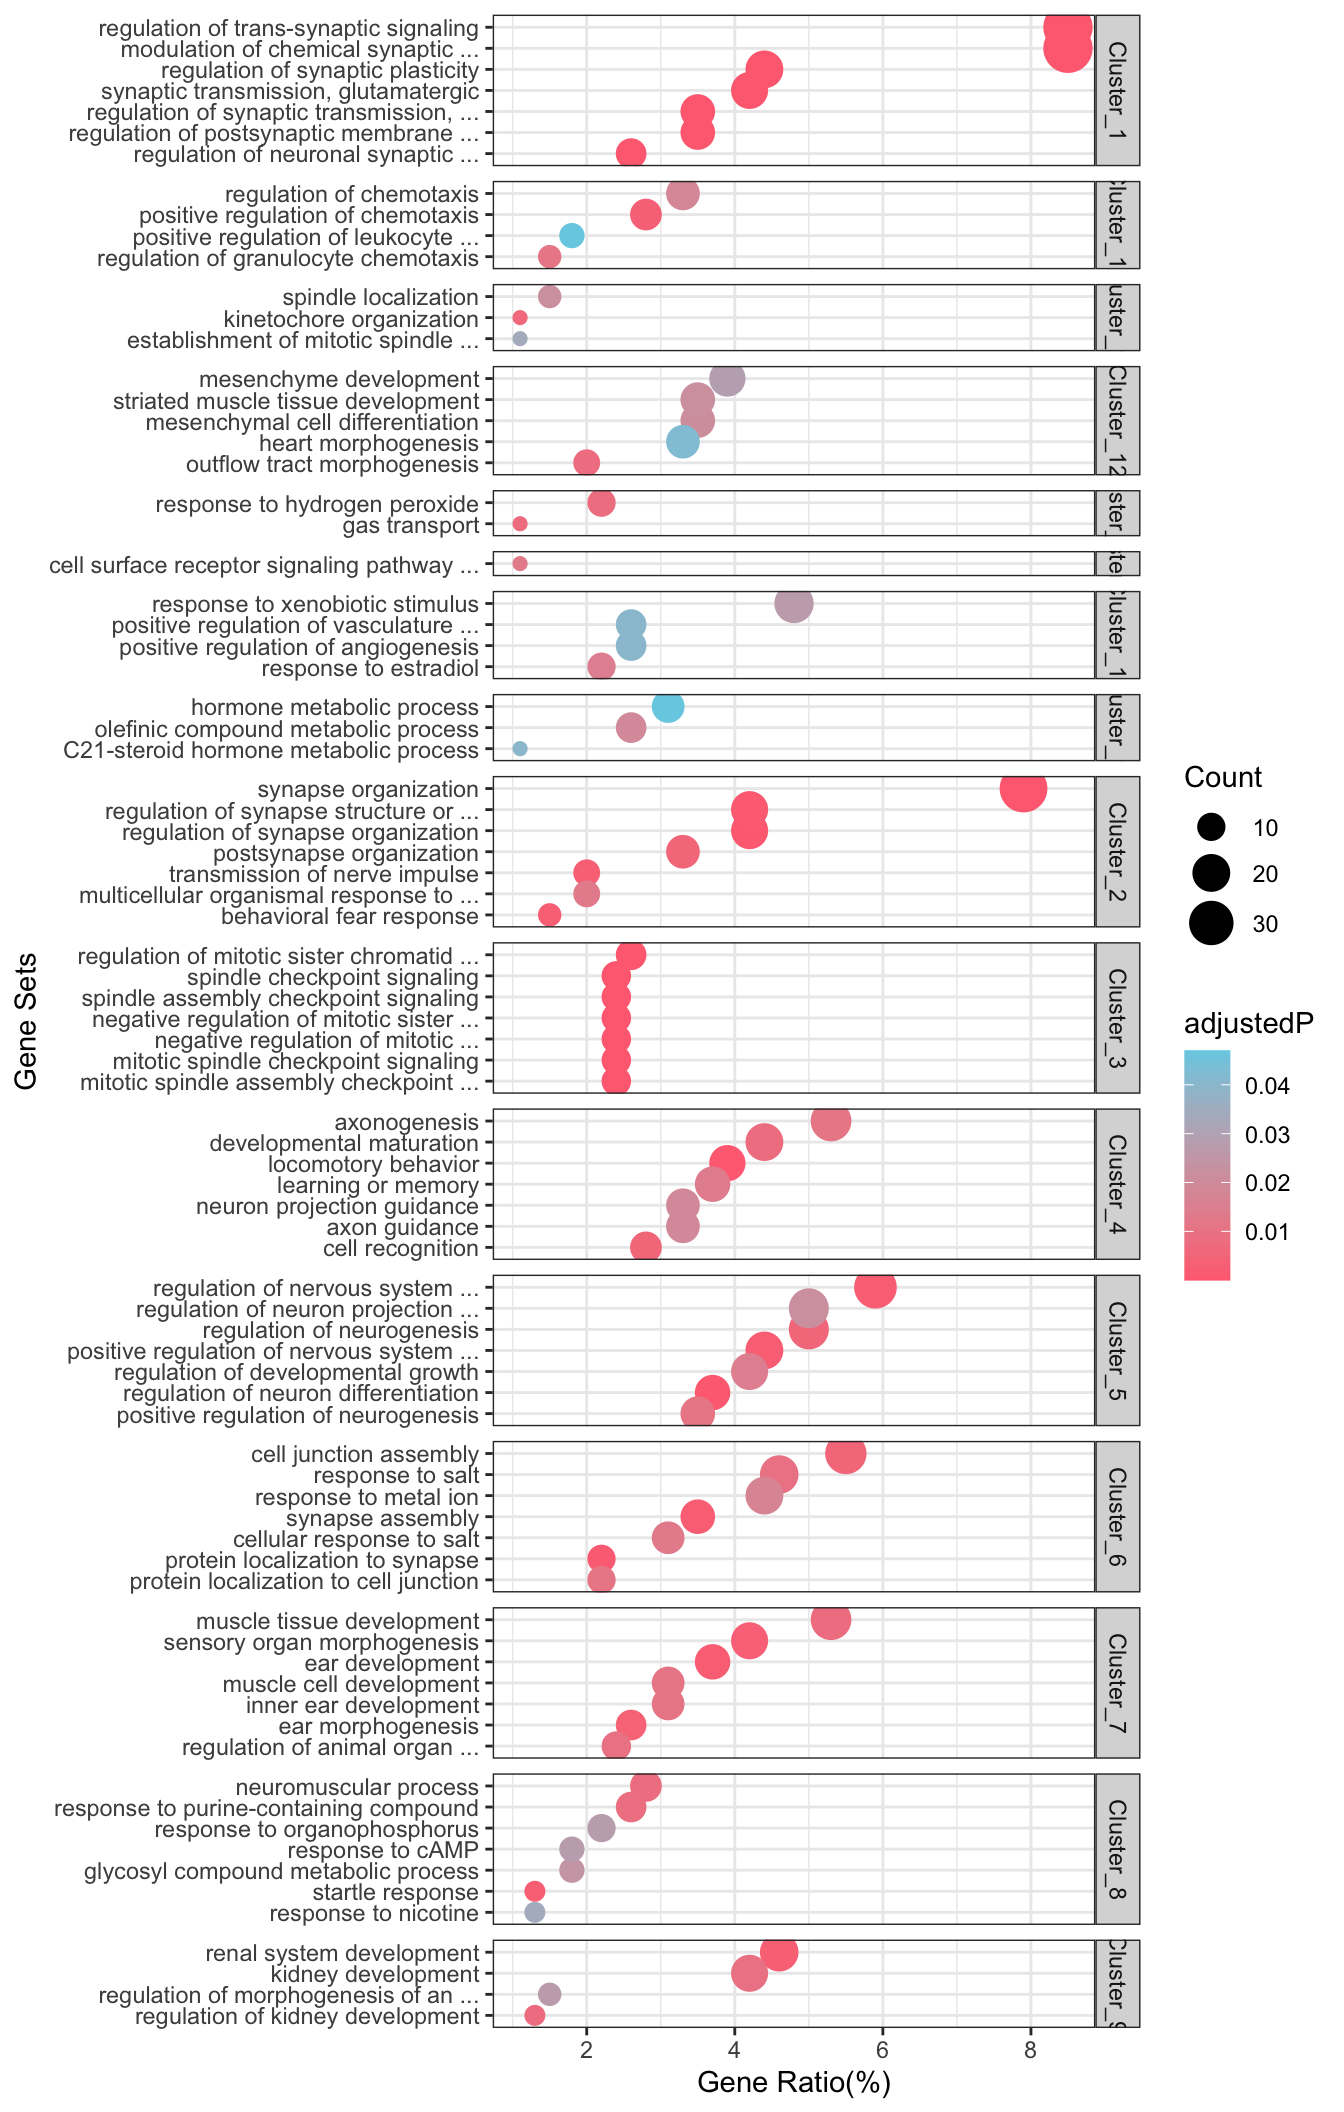 regulation of trans-synaptic signaling
modulation of chemical synaptic ...
regulation of synaptic plasticity
synaptic transmission, glutamatergic
regulation of synaptic transmission, ...
regulation of postsynaptic membrane ...
regulation of neuronal synaptic ...
Cluster_1
regulation of chemotaxis
positive regulation of chemotaxis
positive regulation of leukocyte ...
regulation of granulocyte chemotaxis
luster_1
spindle localization
kinetochore organization
establishment of mitotic spindle ...
uster_
mesenchyme development
striated muscle tissue development
mesenchymal cell differentiation
heart morphogenesis
outflow tract morphogenesis
Cluster_12
response to hydrogen peroxide
gas transport
ster_
cell surface receptor signaling pathway ...
te
response to xenobiotic stimulus
positive regulation of vasculature ...
positive regulation of angiogenesis
response to estradiol
luster_1
hormone metabolic process
olefinic compound metabolic process
C21-steroid hormone metabolic process
uster_
synapse organization
regulation of synapse structure or ...
regulation of synapse organization
postsynapse organization
transmission of nerve impulse
multicellular organismal response to ...
behavioral fear response
Cluster_2
regulation of mitotic sister chromatid ...
spindle checkpoint signaling
spindle assembly checkpoint signaling
negative regulation of mitotic sister ...
negative regulation of mitotic ...
mitotic spindle checkpoint signaling
mitotic spindle assembly checkpoint ...
Cluster_3
axonogenesis
developmental maturation
locomotory behavior
learning or memory
neuron projection guidance
axon guidance
cell recognition
Cluster_4
regulation of nervous system ...
regulation of neuron projection ...
regulation of neurogenesis
positive regulation of nervous system ...
regulation of developmental growth
regulation of neuron differentiation
positive regulation of neurogenesis
Cluster_5
cell junction assembly
response to salt
response to metal ion
synapse assembly
cellular response to salt
protein localization to synapse
protein localization to cell junction
Cluster_6
muscle tissue development
sensory organ morphogenesis
ear development
muscle cell development
inner ear development
ear morphogenesis
regulation of animal organ ...
Cluster_7
neuromuscular process
response to purine-containing compound
response to organophosphorus
response to cAMP
glycosyl compound metabolic process
startle response
response to nicotine
Cluster_8
renal system development
kidney development
regulation of morphogenesis of an ...
regulation of kidney development
Cluster_9
2 4 6 8
Gene Ratio(%)
Gene Sets
Count
10
20
30
adjustedP
0.04
0.03
0.02
0.01